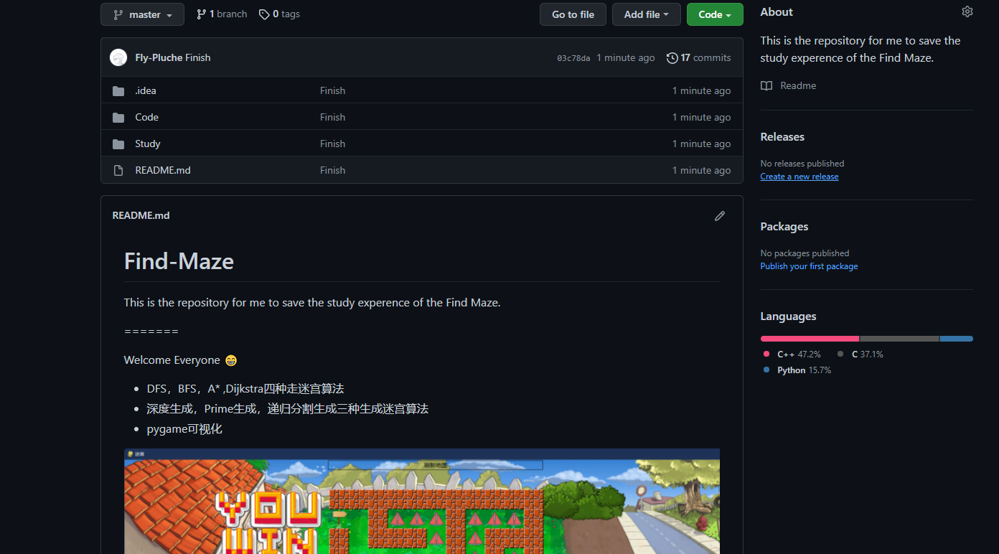 master
1 branch
0 tags
Go to file
Add file
Code
Fly-Pluche Finish
03c78da 1 minute ago
17 commits
.idea Finish 1 minute ago
Code Finish 1 minute ago
Study Finish 1 minute ago
README.md Finish 1 minute ago
README.md
Find-Maze
This is the repository for me to save the study experence of the Find Maze.
=======
Welcome Everyone 😁
DFS，BFS，A* ,Dijkstra四种走迷宫算法
深度生成，Prime生成，递归分割生成三种生成迷宫算法
pygame可视化
迷宫
刷新地图
YOU
WIN
About
This is the repository for me to save the
study experence of the Find Maze.
Readme
Releases
No releases published
Create a new release
Packages
No packages published
Publish your first package
Languages
C++ 47.2%
C 37.1%
Python 15.7%